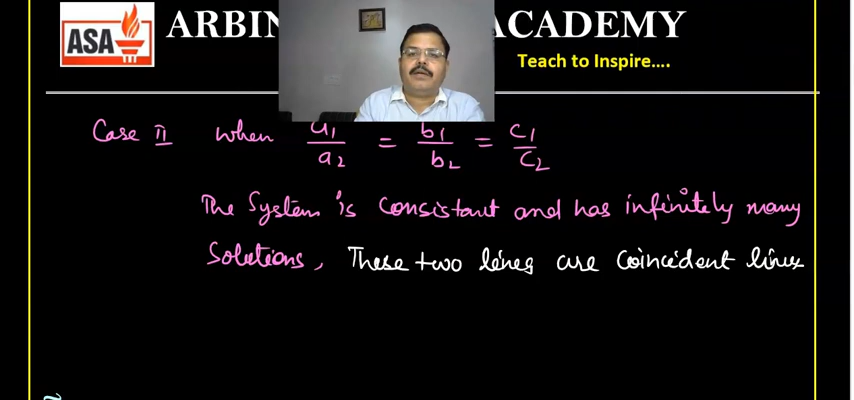 ASA ARBIN ACADEMY
Teach to Inspire....
Case II When a1/a2 = b1/b2 = c1/c2
The System is consistant and has infinitely many
Solutions, These two lines are coincident lines